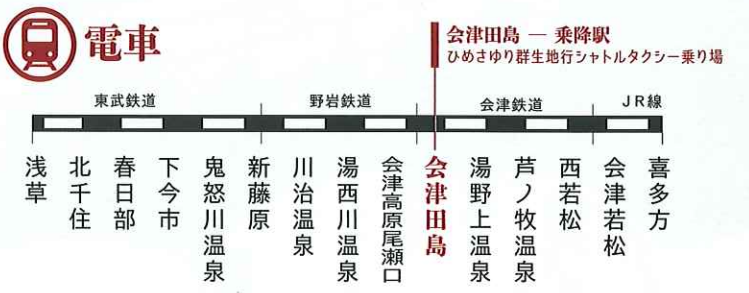 電車
会津田島 ― 乗降駅
ひめさゆり群生地行シャトルタクシー乗り場
東武鉄道
野岩鉄道
会津鉄道
JR線
浅草
北千住
春日部
下今市
鬼怒川温泉
新藤原
川治温泉
湯西川温泉
会津高原尾瀬口
会津田島
湯野上温泉
芦ノ牧温泉
西若松
会津若松
喜多方